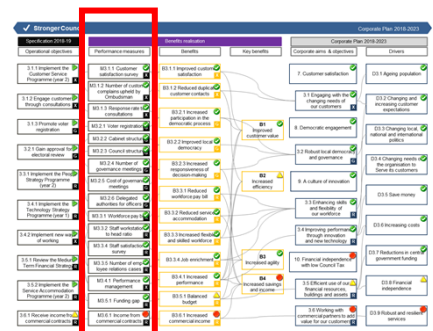 Stronger Coun
Corporate Plan 2018-2023
Specification 2018-19
Benefits realisation
Corporate Plan 2018-2023
Operational objectives
Performance measures
Benefits
Key benefits
Corporate aims & objectives
Drivers
3.1.1 Implement the
Customer Service
Programme (year 2)
3.1.2 Engage customers
through consultations
3.1.3 Promote voter
registration
3.2.1 Gain approval for
electoral review
3.3.1 Implement the People
Strategy Programme
(year 2)
3.4.1 Implement the
Technology Strategy
Programme (year 1)
3.4.2 Implement new way
of working
3.5.1 Review the Medium
Term Financial Strategy
3.5.2 Implement the
Service Accommodation
Programme (year 2)
3.6.1 Receive income from
commercial contracts
M3.1.1 Customer
satisfaction survey
M3.1.2 Number of custom
complaints upheld by
Ombudsman
M3.1.3 Response rate to
consultations
M3.2.1 Voter registration
M3.2.2 Cabinet structure
M3.2.3 Council structure
M3.2.4 Number of
governance meetings
M3.2.5 Cost of governance
meetings
M3.2.6 Delegated
authorities for officers
M3.3.1 Workforce pay bill
M3.3.2 Staff workstation
to head ratio
M3.3.4 Staff satisfaction
survey
M3.3.5 Number of emp
loyee relations cases
M3.4.1 Performance
management
M3.5.1 Funding gap
M3.6.1 Income from
commercial contracts
B3.1.1 Improved customer
satisfaction
B3.1.2 Reduced duplicate
customer contacts
B3.2.1 Increased
participation in the
democratic process
B3.2.2 Improved local
democracy
B3.2.3 Increased
responsiveness of
decision-making
B3.3.1 Reduced
workforce pay bill
B3.3.2 Reduced service
accommodation
B3.3.3 Increased flexible
and skilled workforce
B3.3.4 Job enrichment
B3.4.1 Increased
performance
B3.5.1 Balanced
budget
B3.6.1 Increased
commercial income
B1
Improved
customer value
B2
Increased
efficiency
B3
Increased agility
B4
Increased savings
and income
7. Customer satisfaction
3.1 Engaging with the
changing needs of
our customers
8. Democratic engagement
3.2 Robust local democracy
and governance
9. A culture of innovation
3.3 Enhancing skills
and flexibility of
our workforce
3.4 Improving performance
through innovation
and new technology
10. Financial independence
with low Council Tax
3.5 Efficient use of our
financial resources,
buildings and assets
3.6 Working with
commercial partners to add
value for our customers
D3.1 Ageing population
D3.2 Changing and
increasing customer
expectations
D3.3 Changing local,
national and international
politics
D3.4 Changing needs of
the organisation to
Serve its customers
D3.5 Save money
D3.6 Increasing costs
D3.7 Reductions in central
government funding
D3.8 Financial
independence
D3.9 Robust and resilient
services